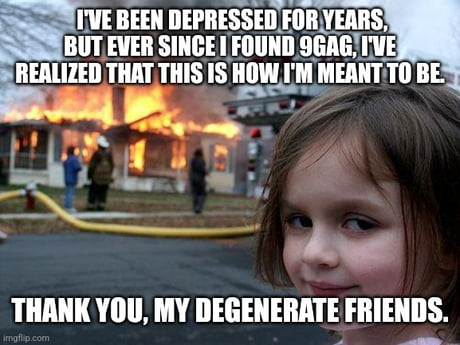 I'VE BEEN DEPRESSED FOR YEARS,
BUT EVER SINCE I FOUND 9GAG, I'VE
REALIZED THAT THIS IS HOW I'M MEANT TO BE.
THANK YOU, MY DEGENERATE FRIENDS.
imgflip.com